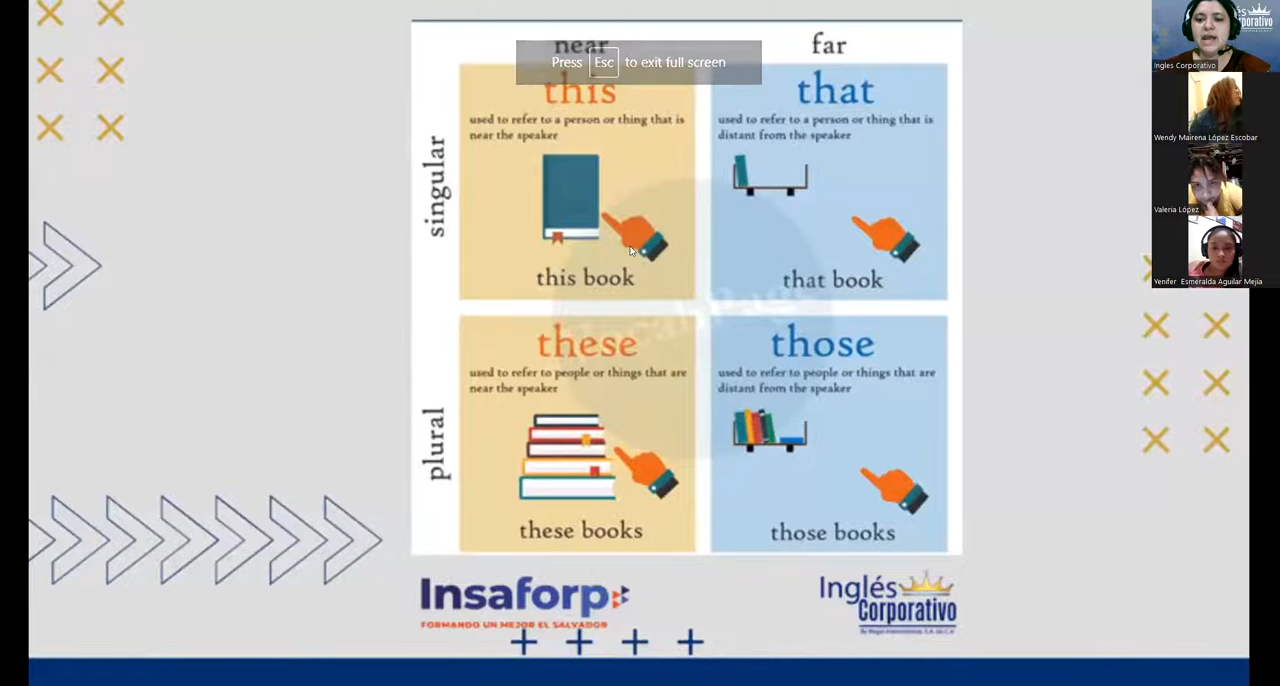 near
far
Press Esc to exit full screen
this
that
used to refer to a person or thing that is
near the speaker
used to refer to a person or thing that is
distant from the speaker
singular
this book
that book
these
those
used to refer to people or things that are
near the speaker
used to refer to people or things that are
distant from the speaker
plural
these books
those books
Insaforp
FORMANDO UN MEJOR EL SALVADOR
Inglés
Corporativo
Ingles Corporativo
Wendy Mairena López Escobar
Valeria López
Yenifer Esmeralda Aguilar Mejía